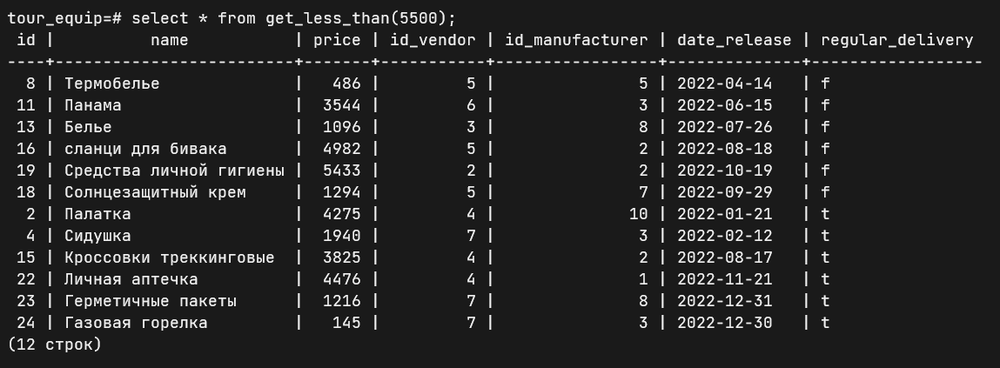 tour_equip=# select * from get_less_than(5500);
 id |          name           | price | id_vendor | id_manufacturer | date_release | regular_delivery
----+-------------------------+-------+-----------+-----------------+--------------+------------------
  8 | Термобелье              |   486 |         5 |               5 | 2022-04-14   | f
 11 | Панама                  |  3544 |         6 |               3 | 2022-06-15   | f
 13 | Белье                   |  1096 |         3 |               8 | 2022-07-26   | f
 16 | сланци для бивака       |  4982 |         5 |               2 | 2022-08-18   | f
 19 | Средства личной гигиены |  5433 |         2 |               2 | 2022-10-19   | f
 18 | Солнцезащитный крем     |  1294 |         5 |               7 | 2022-09-29   | f
  2 | Палатка                 |  4275 |         4 |              10 | 2022-01-21   | t
  4 | Сидушка                 |  1940 |         7 |               3 | 2022-02-12   | t
 15 | Кроссовки треккинговые  |  3825 |         4 |               2 | 2022-08-17   | t
 22 | Личная аптечка          |  4476 |         4 |               1 | 2022-11-21   | t
 23 | Герметичные пакеты      |  1216 |         7 |               8 | 2022-12-31   | t
 24 | Газовая горелка         |   145 |         7 |               3 | 2022-12-30   | t
(12 строк)